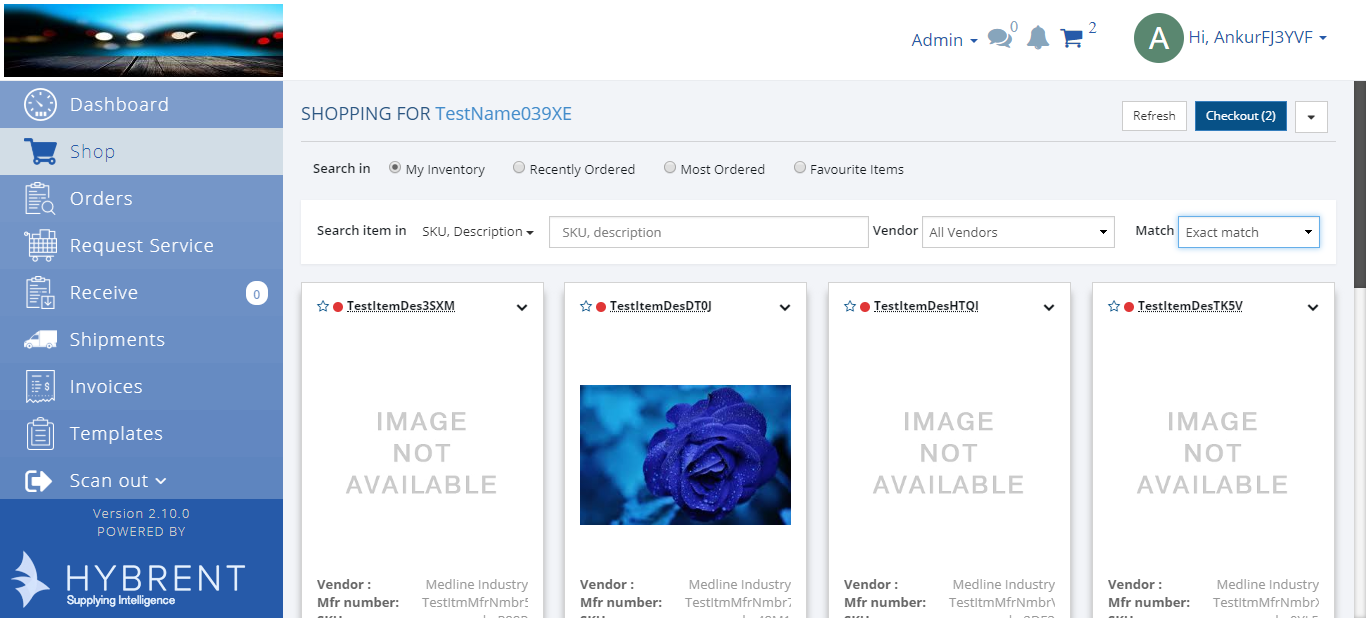 Admin 0 2 A Hi, AnkurFJ3YVF
Dashboard
Shop
Orders
Request Service
Receive 0
Shipments
Invoices
Templates
Scan out
Version 2.10.0
POWERED BY
HYBRENT
Supplying Intelligence
SHOPPING FOR TestName039XE Refresh Checkout (2)
Search in My Inventory Recently Ordered Most Ordered Favourite Items
Search item in SKU, Description SKU, description Vendor All Vendors Match Exact match
TestItemDes3SXM TestItemDesDT0J TestItemDesHTQI TestItemDesTK5V
IMAGE IMAGE IMAGE
NOT NOT NOT
AVAILABLE AVAILABLE AVAILABLE
Vendor : Medline Industry Vendor : Medline Industry Vendor : Medline Industry Vendor : Medline Industry
Mfr number: TestItmMfrNmbr Mfr number: TestItmMfrNmbr Mfr number: TestItmMfrNmbr Mfr number: TestItmMfrNmbr